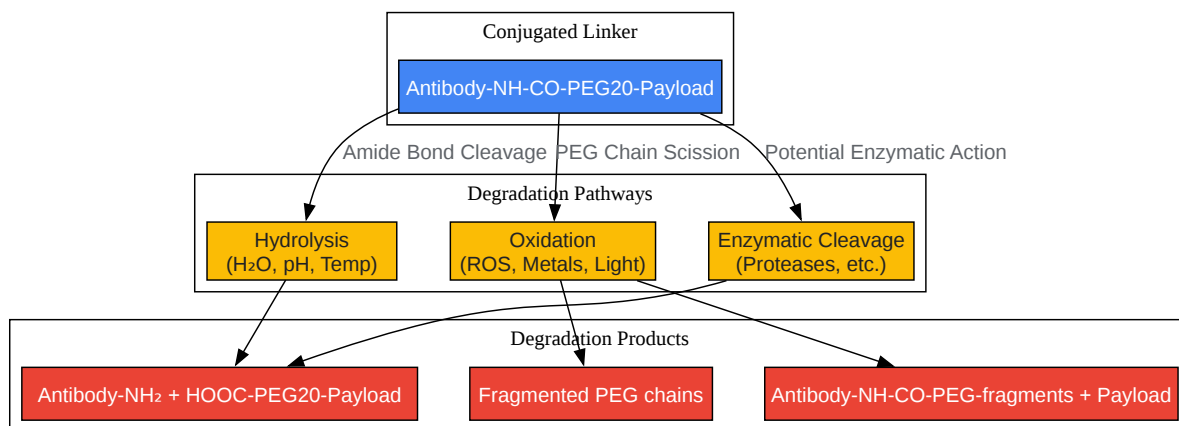 Conjugated Linker
Antibody-NH-CO-PEG20-Payload
Amide Bond Cleavage
PEG Chain Scission
Potential Enzymatic Action
Degradation Pathways
Hydrolysis
(H₂O, pH, Temp)
Oxidation
(ROS, Metals, Light)
Enzymatic Cleavage
(Proteases, etc.)
Degradation Products
Antibody-NH₂ + HOOC-PEG20-Payload
Fragmented PEG chains
Antibody-NH-CO-PEG-fragments + Payload